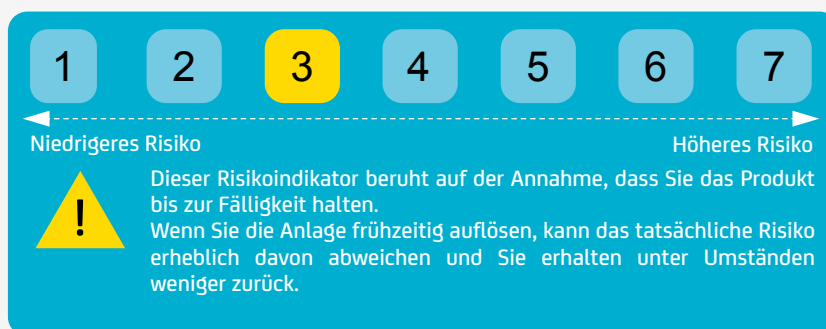 1 2 3 4 5 6 7
Niedrigeres Risiko Höheres Risiko
!
Dieser Risikoindikator beruht auf der Annahme, dass Sie das Produkt
bis zur Fälligkeit halten.
Wenn Sie die Anlage frühzeitig auflösen, kann das tatsächliche Risiko
erheblich davon abweichen und Sie erhalten unter Umständen
weniger zurück.